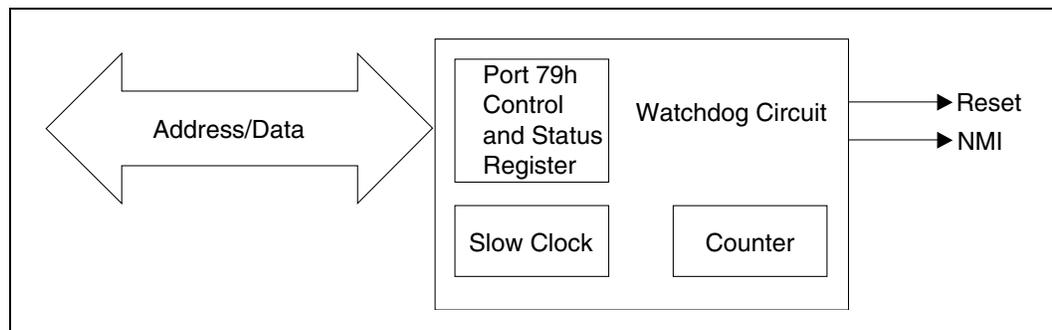 Address/Data
Port 79h
Control
and Status
Register
Watchdog Circuit
Slow Clock
Counter
Reset
NMI